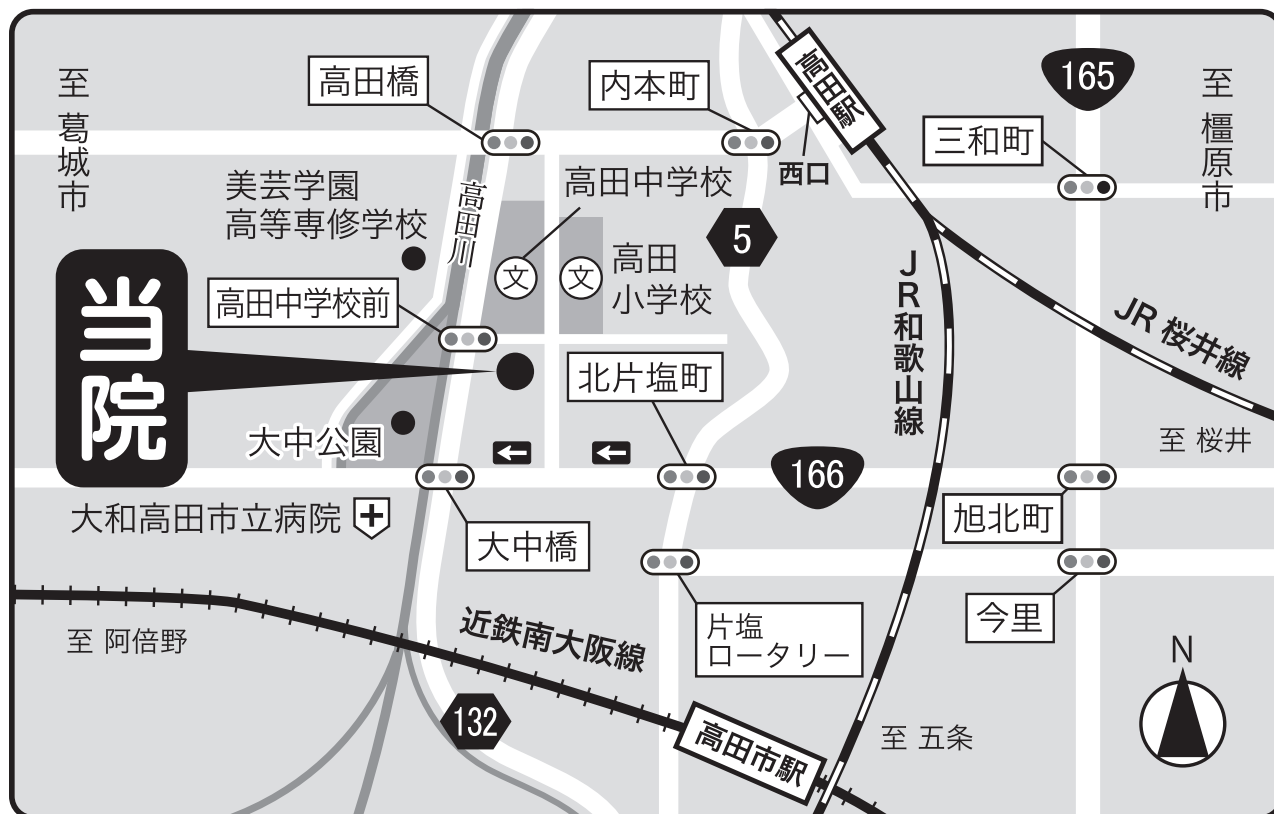 至 葛城市
高田橋
内本町
高田駅
西口
165
三和町
至 橿原市
美芸学園
高等専修学校
高田川
高田中学校
文
文
高田
小学校
5
当院
高田中学校前
北片塩町
JR和歌山線
JR 桜井線
至 桜井
大中公園
166
大和高田市立病院
大中橋
旭北町
片塩
ロータリー
今里
至 阿倍野
近鉄南大阪線
132
高田市駅
至 五条
N